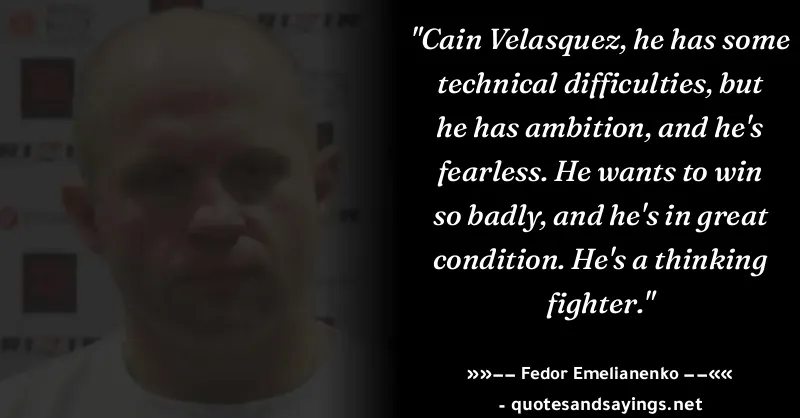 "Cain Velasquez, he has some
technical difficulties, but
he has ambition, and he's
fearless. He wants to win
so badly, and he's in great
condition. He's a thinking
fighter."
»»–– Fedor Emelianenko ––««
- quotesandsayings.net